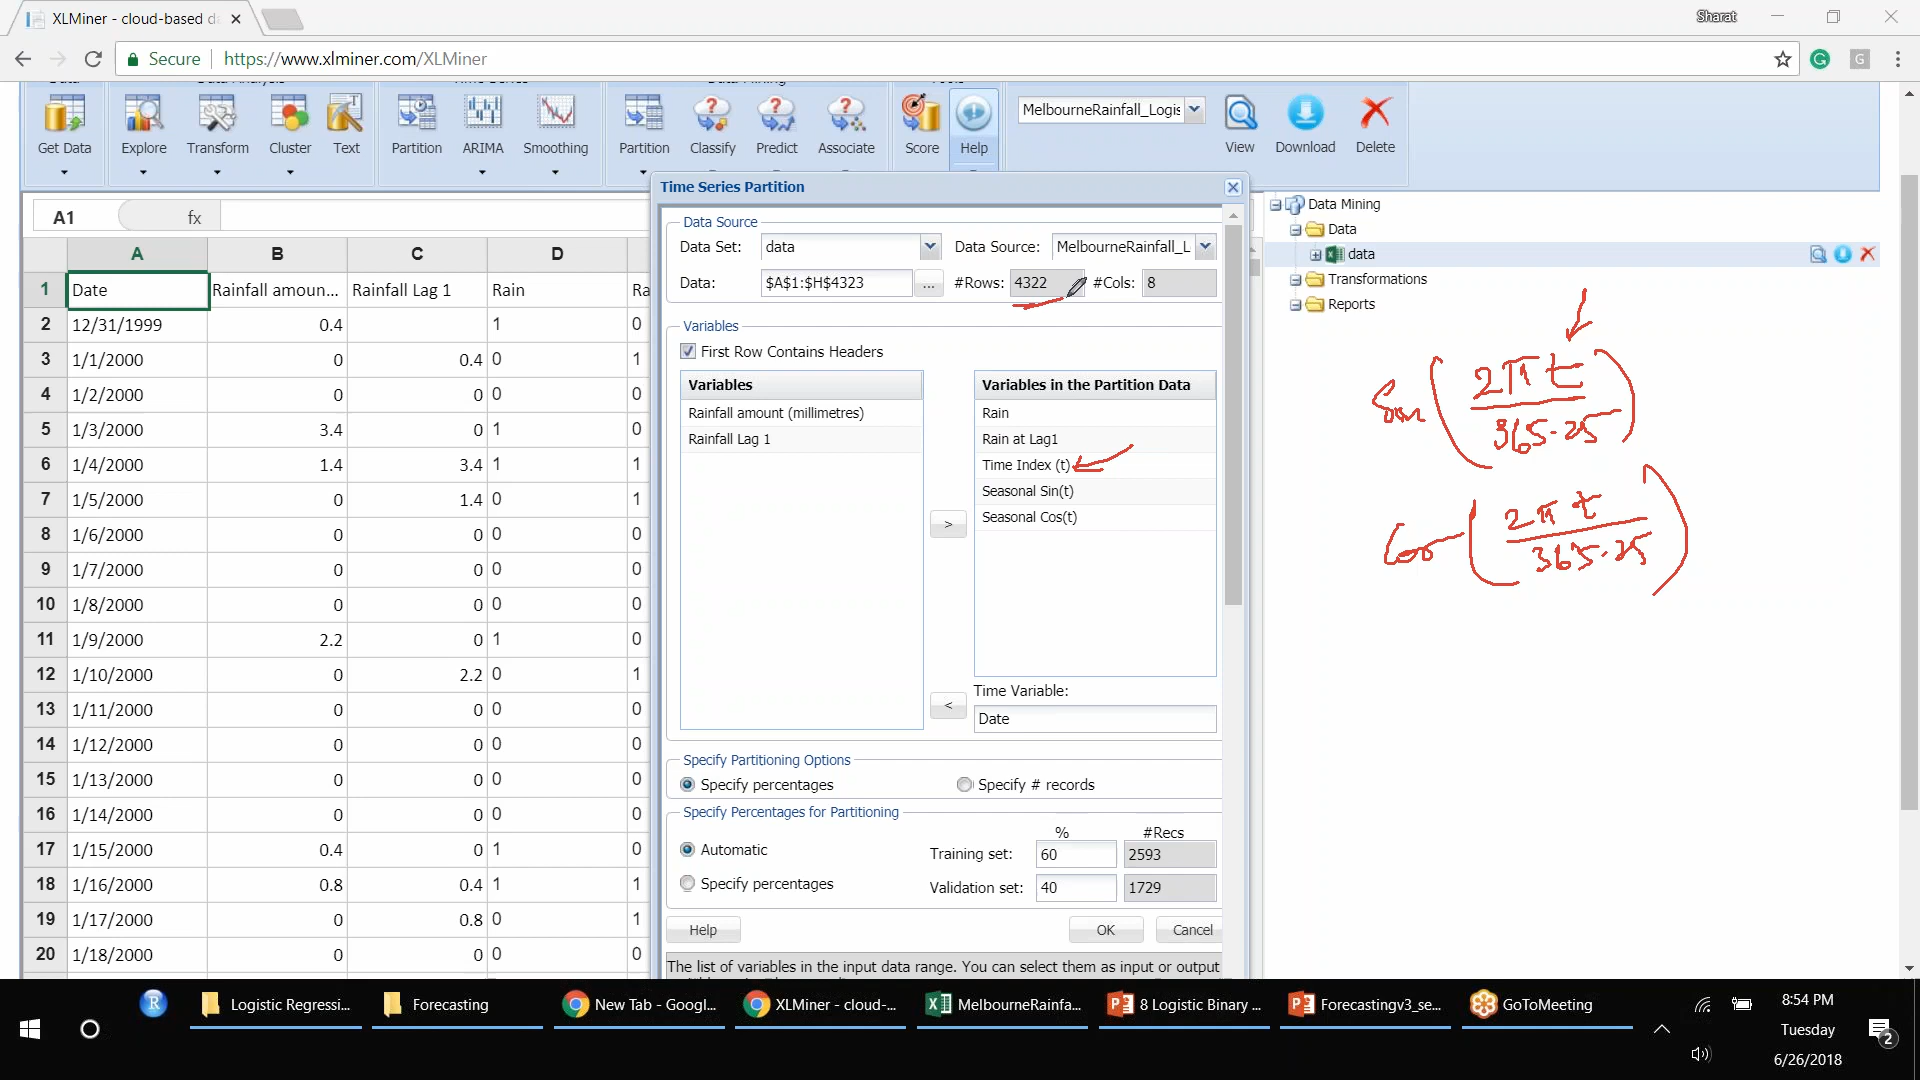 XLMiner - cloud-based d
Sharat
Secure
https://www.xlminer.com/XLMiner
G
Get Data
Explore
Transform
Cluster
Text
Partition
ARIMA
Smoothing
Partition
Classify
Predict
Associate
Score
Help
MelbourneRainfall_Logis
View
Download
Delete
A1
fx
A
B
C
D
1 Date Rainfall amoun... Rainfall Lag 1 Rain Ra
2 12/31/1999 0.4 1 0
3 1/1/2000 0 0.4 0 1
4 1/2/2000 0 0 0 0
5 1/3/2000 3.4 0 1 0
6 1/4/2000 1.4 3.4 1 1
7 1/5/2000 0 1.4 0 1
8 1/6/2000 0 0 0 0
9 1/7/2000 0 0 0 0
10 1/8/2000 0 0 0 0
11 1/9/2000 2.2 0 1 0
12 1/10/2000 0 2.2 0 1
13 1/11/2000 0 0 0 0
14 1/12/2000 0 0 0 0
15 1/13/2000 0 0 0 0
16 1/14/2000 0 0 0 0
17 1/15/2000 0.4 0 1 0
18 1/16/2000 0.8 0.4 1 1
19 1/17/2000 0 0.8 0 1
20 1/18/2000 0 0 0 0
Time Series Partition
Data Source
Data Set: data Data Source: MelbourneRainfall_L
Data: $A$1:$H$4323 ... #Rows: 4322 #Cols: 8
Variables
First Row Contains Headers
Variables
Rainfall amount (millimetres)
Rainfall Lag 1
>
<
Variables in the Partition Data
Rain
Rain at Lag1
Time Index (t)
Seasonal Sin(t)
Seasonal Cos(t)
Time Variable:
Date
Specify Partitioning Options
Specify percentages Specify # records
Specify Percentages for Partitioning
% #Recs
Automatic Training set: 60 2593
Specify percentages Validation set: 40 1729
Help OK Cancel
The list of variables in the input data range. You can select them as input or output
Data Mining
Data
data
Transformations
Reports
Sin (2πt
365.25)
Cos (2πt
365.25)
R
Logistic Regressi...
Forecasting
New Tab - Googl...
XLMiner - cloud-...
MelbourneRainfa...
8 Logistic Binary ...
Forecastingv3_se...
GoToMeeting
8:54 PM
Tuesday
6/26/2018
2